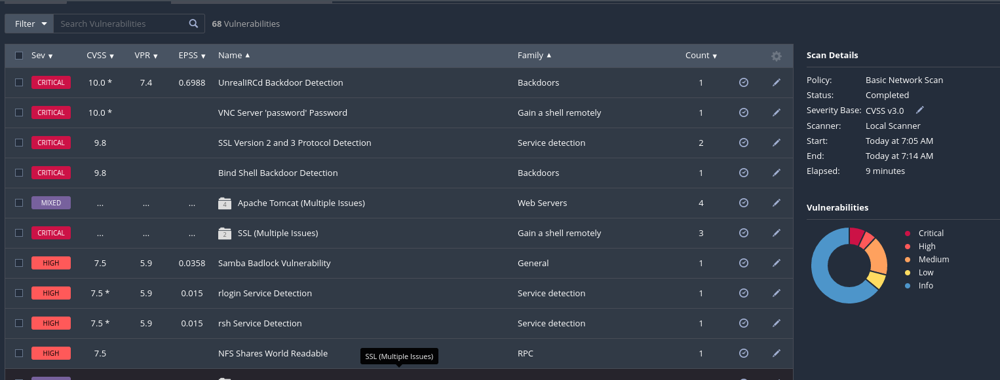 Filter Search Vulnerabilities 68 Vulnerabilities
Sev CVSS VPR EPSS Name Family Count
CRITICAL 10.0 * 7.4 0.6988 UnrealIRCd Backdoor Detection Backdoors 1
CRITICAL 10.0 * VNC Server 'password' Password Gain a shell remotely 1
CRITICAL 9.8 SSL Version 2 and 3 Protocol Detection Service detection 2
CRITICAL 9.8 Bind Shell Backdoor Detection Backdoors 1
MIXED ... ... ... 4 Apache Tomcat (Multiple Issues) Web Servers 4
CRITICAL ... ... ... 2 SSL (Multiple Issues) Gain a shell remotely 3
HIGH 7.5 5.9 0.0358 Samba Badlock Vulnerability General 1
HIGH 7.5 * 5.9 0.015 rlogin Service Detection Service detection 1
HIGH 7.5 * 5.9 0.015 rsh Service Detection Service detection 1
HIGH 7.5 NFS Shares World Readable RPC 1
SSL (Multiple Issues)
Scan Details
Policy: Basic Network Scan
Status: Completed
Severity Base: CVSS v3.0
Scanner: Local Scanner
Start: Today at 7:05 AM
End: Today at 7:14 AM
Elapsed: 9 minutes
Vulnerabilities
Critical
High
Medium
Low
Info